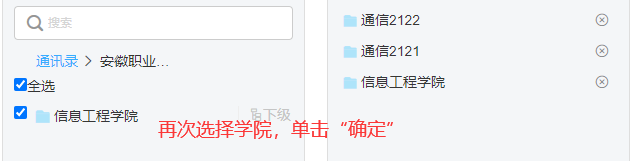 搜索
通讯录 > 安徽职业...
全选
信息工程学院 下级
通信2122
通信2121
信息工程学院
再次选择学院，单击“确定”